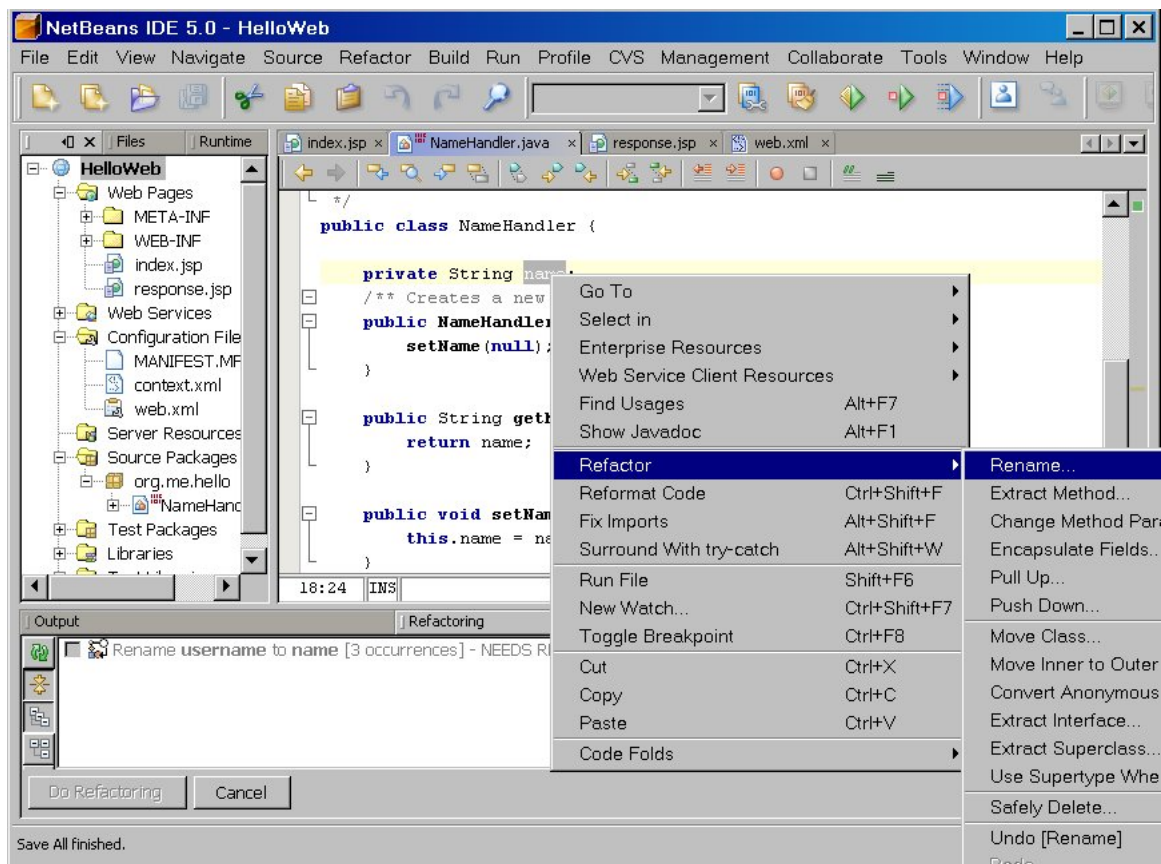 NetBeans IDE 5.0 - HelloWeb
File Edit View Navigate Source Refactor Build Run Profile CVS Management Collaborate Tools Window Help
Files Runtime
index.jsp NameHandler.java response.jsp web.xml
HelloWeb
Web Pages
META-INF
WEB-INF
index.jsp
response.jsp
Web Services
Configuration File
MANIFEST.MF
context.xml
web.xml
Server Resources
Source Packages
org.me.hello
NameHand
Test Packages
Libraries
*/
public class NameHandler {
private String name;
/** Creates a new
public NameHandler
setName(null);
}
public String getN
return name;
}
public void setNam
this.name = na
}
18:24 INS
Go To
Select in
Enterprise Resources
Web Service Client Resources
Find Usages Alt+F7
Show Javadoc Alt+F1
Refactor
Reformat Code Ctrl+Shift+F
Fix Imports Alt+Shift+F
Surround With try-catch Alt+Shift+W
Run File Shift+F6
New Watch... Ctrl+Shift+F7
Toggle Breakpoint Ctrl+F8
Cut Ctrl+X
Copy Ctrl+C
Paste Ctrl+V
Code Folds
Rename...
Extract Method...
Change Method Para
Encapsulate Fields...
Pull Up...
Push Down...
Move Class...
Move Inner to Outer
Convert Anonymous
Extract Interface...
Extract Superclass...
Use Supertype Whe
Safely Delete...
Undo [Rename]
Output Refactoring
Rename username to name [3 occurrences] - NEEDS RE
Do Refactoring Cancel
Save All finished.